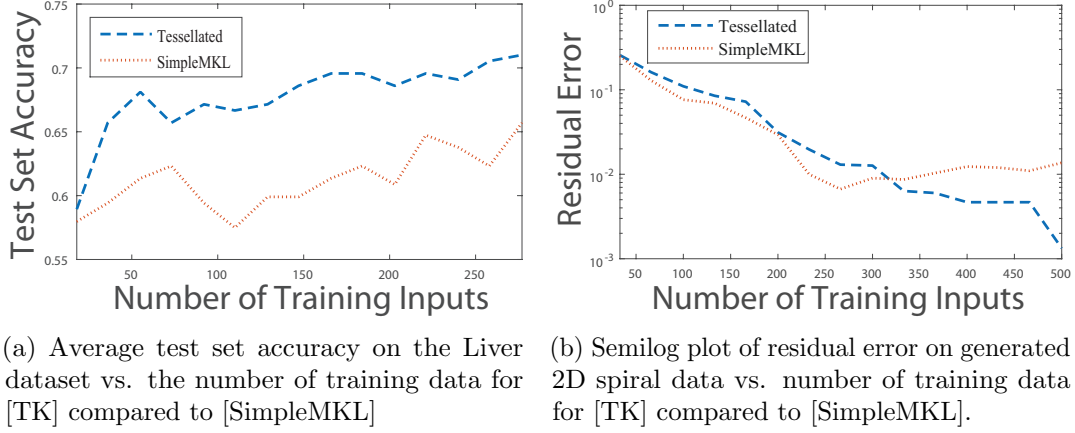 0.75
0.7
0.65
0.6
0.55
Test Set Accuracy
Tessellated
SimpleMKL
50 100 150 200 250
Number of Training Inputs
10^0
10^-1
10^-2
10^-3
Residual Error
Tessellated
SimpleMKL
50 100 150 200 250 300 350 400 450 500
Number of Training Inputs
(a) Average test set accuracy on the Liver
dataset vs. the number of training data for
[TK] compared to [SimpleMKL]
(b) Semilog plot of residual error on generated
2D spiral data vs. number of training data
for [TK] compared to [SimpleMKL].